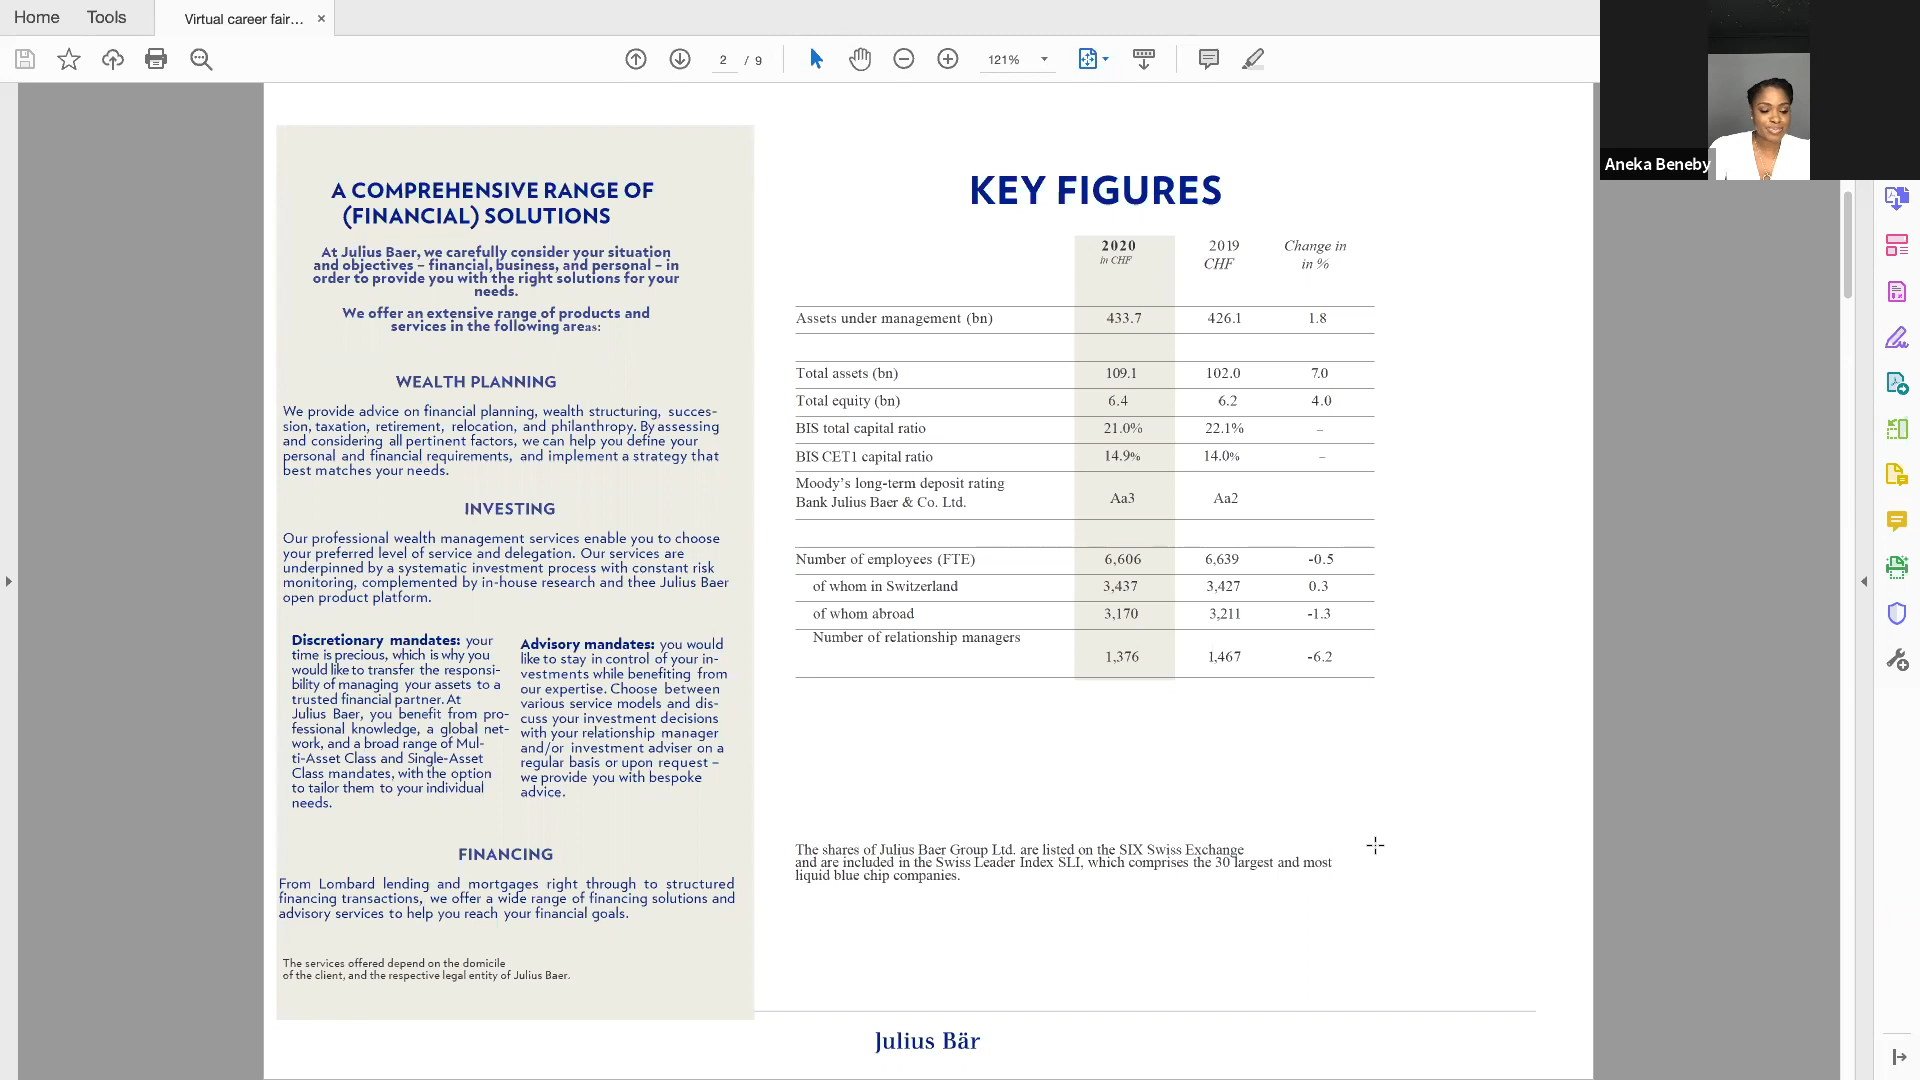 Home
Tools
Virtual career fair...
×
2
/ 9
121%
Aneka Beneby
A COMPREHENSIVE RANGE OF
(FINANCIAL) SOLUTIONS
At Julius Baer, we carefully consider your situation
and objectives – financial, business, and personal – in
order to provide you with the right solutions for your
needs.
We offer an extensive range of products and
services in the following areas:
WEALTH PLANNING
We provide advice on financial planning, wealth structuring, succes-
sion, taxation, retirement, relocation, and philanthropy. By assessing
and considering all pertinent factors, we can help you define your
personal and financial requirements, and implement a strategy that
best matches your needs.
INVESTING
Our professional wealth management services enable you to choose
your preferred level of service and delegation. Our services are
underpinned by a systematic investment process with constant risk
monitoring, complemented by in-house research and thee Julius Baer
open product platform.
Discretionary mandates: your
time is precious, which is why you
would like to transfer the responsi-
bility of managing your assets to a
trusted financial partner. At
Julius Baer, you benefit from pro-
fessional knowledge, a global net-
work, and a broad range of Mul-
ti-Asset Class and Single-Asset
Class mandates, with the option
to tailor them to your individual
needs.
Advisory mandates: you would
like to stay in control of your in-
vestments while benefiting from
our expertise. Choose between
various service models and dis-
cuss your investment decisions
with your relationship manager
and/or investment adviser on a
regular basis or upon request –
we provide you with bespoke
advice.
FINANCING
From Lombard lending and mortgages right through to structured
financing transactions, we offer a wide range of financing solutions and
advisory services to help you reach your financial goals.
The services offered depend on the domicile
of the client, and the respective legal entity of Julius Baer.
KEY FIGURES
2020 2019 Change in
in CHF CHF in %
Assets under management (bn) 433.7 426.1 1.8
Total assets (bn) 109.1 102.0 7.0
Total equity (bn) 6.4 6.2 4.0
BIS total capital ratio 21.0% 22.1% –
BIS CET1 capital ratio 14.9% 14.0% –
Moody's long-term deposit rating
Bank Julius Baer & Co. Ltd. Aa3 Aa2
Number of employees (FTE) 6,606 6,639 -0.5
of whom in Switzerland 3,437 3,427 0.3
of whom abroad 3,170 3,211 -1.3
Number of relationship managers
1,376 1,467 -6.2
The shares of Julius Baer Group Ltd. are listed on the SIX Swiss Exchange
and are included in the Swiss Leader Index SLI, which comprises the 30 largest and most
liquid blue chip companies.
Julius Bär